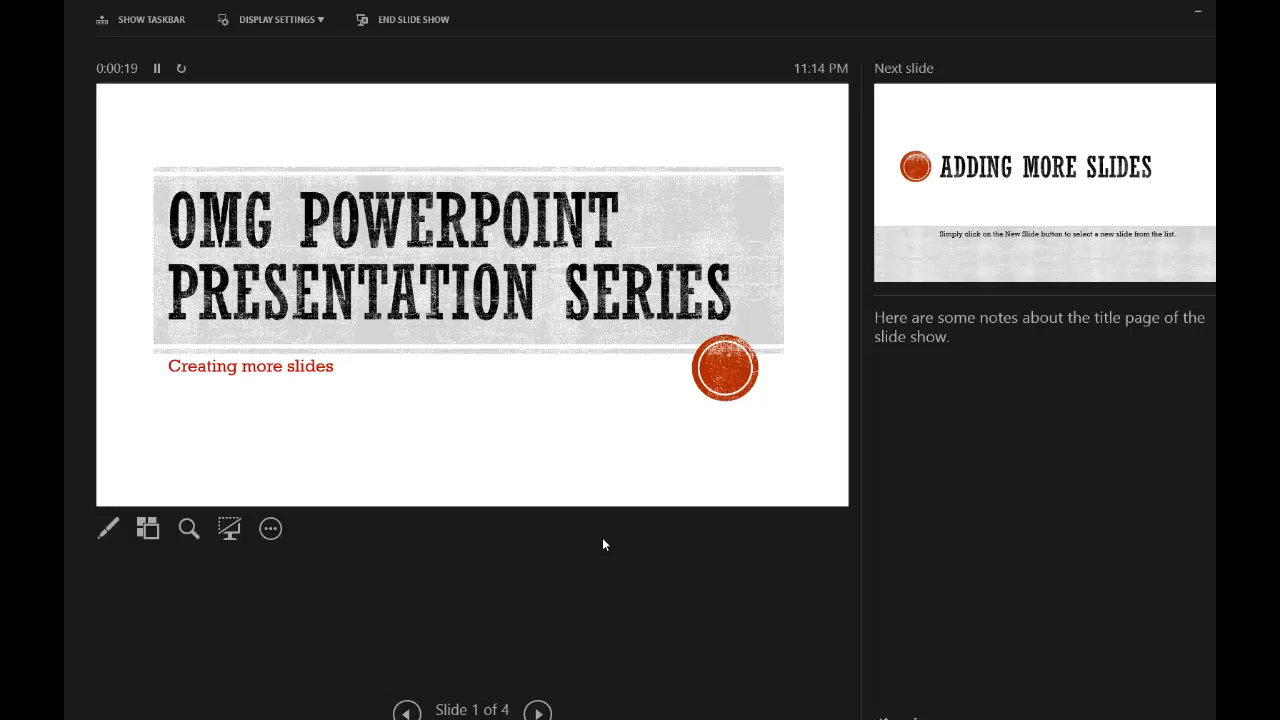 SHOW TASKBAR
DISPLAY SETTINGS ▼
END SLIDE SHOW
0:00:19
11:14 PM
Next slide
OMG POWERPOINT
PRESENTATION SERIES
Creating more slides
ADDING MORE SLIDES
Simply click on the New Slide button to select a new slide from the list.
Here are some notes about the title page of the
slide show.
Slide 1 of 4